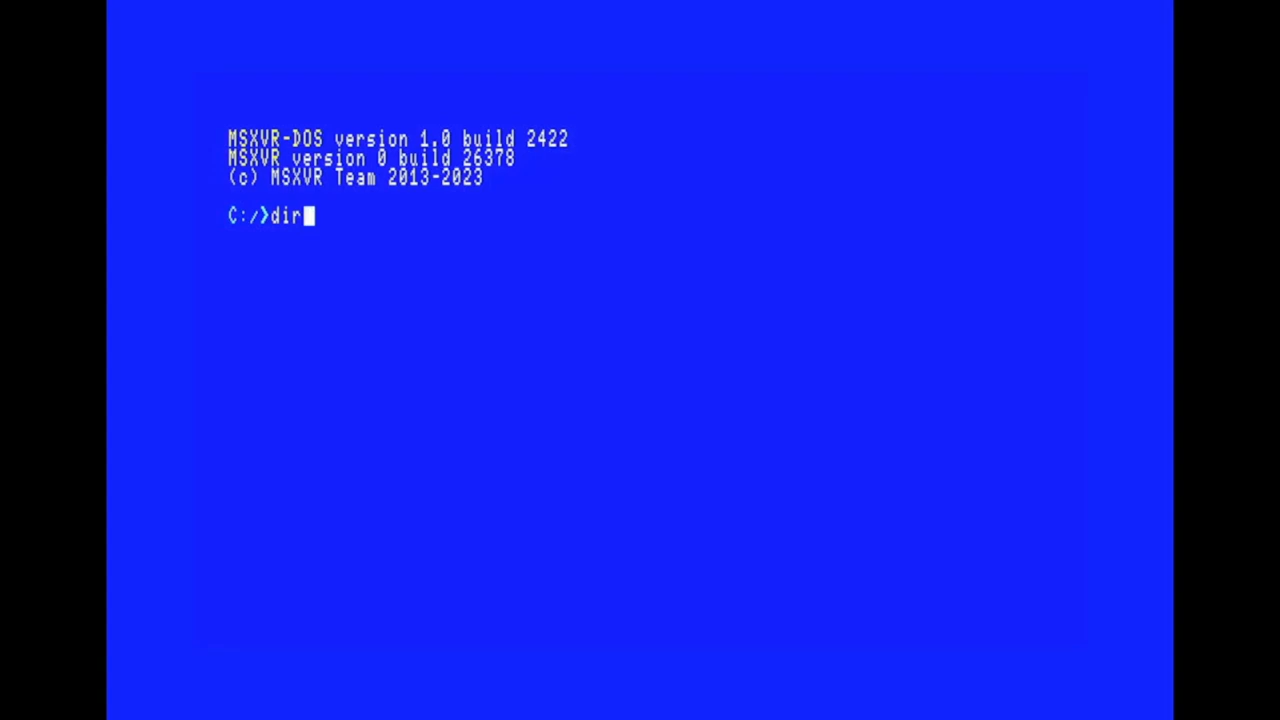 MSXVR-DOS version 1.0 build 2422
MSXVR version 0 build 26378
(c) MSXVR Team 2013-2023
C:/>dir